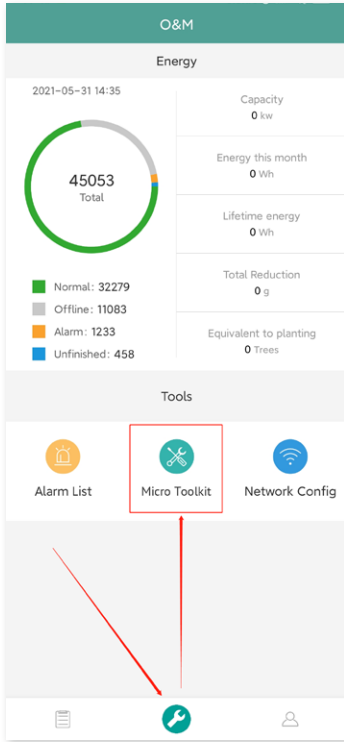 O&M
Energy
2021-05-31 14:35
45053
Total
Normal: 32279
Offline: 11083
Alarm: 1233
Unfinished: 458
Capacity
0 kw
Energy this month
0 Wh
Lifetime energy
0 Wh
Total Reduction
0 g
Equivalent to planting
0 Trees
Tools
Alarm List
Micro Toolkit
Network Config